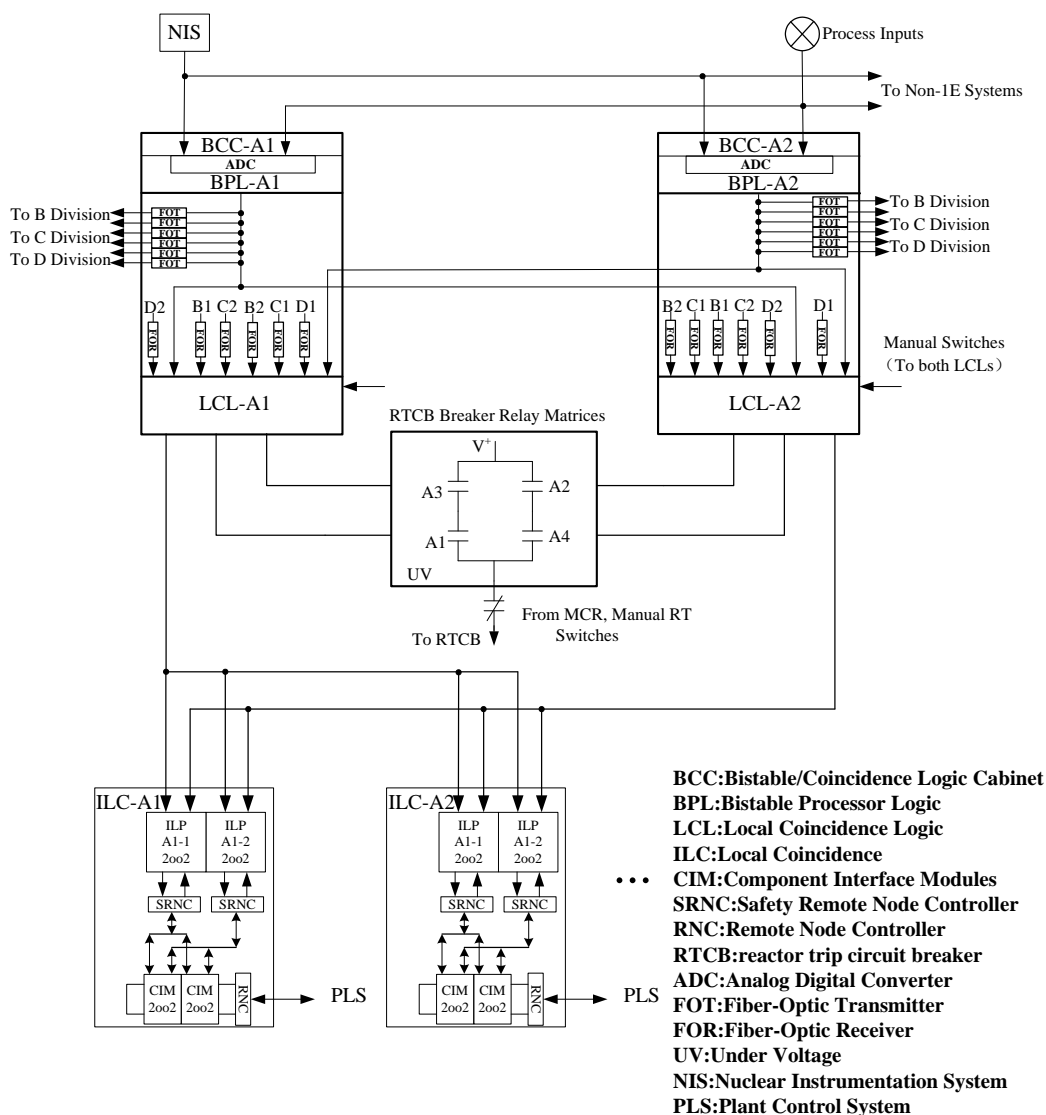 NIS
Process Inputs
To Non-1E Systems
BCC-A1
ADC
BPL-A1
BCC-A2
ADC
BPL-A2
To B Division
To C Division
To D Division
FOT
FOT
FOT
FOT
FOT
FOT
FOT
FOT
FOT
FOT
FOT
FOT
To B Division
To C Division
To D Division
D2 B1 C2 B2 C1 D1
FOR FOR FOR FOR FOR FOR
B2 C1 B1 C2 D2 D1
FOR FOR FOR FOR FOR FOR
LCL-A1
LCL-A2
Manual Switches
（To both LCLs）
RTCB Breaker Relay Matrices
V+
A3
A2
A1
A4
UV
From MCR, Manual RT
Switches
To RTCB
ILC-A1
ILP
A1-1
2oo2
ILP
A1-2
2oo2
SRNC
SRNC
CIM
2oo2
CIM
2oo2
RNC
PLS
ILC-A2
ILP
A1-1
2oo2
ILP
A1-2
2oo2
SRNC
SRNC
CIM
2oo2
CIM
2oo2
RNC
PLS
...
BCC:Bistable/Coincidence Logic Cabinet
BPL:Bistable Processor Logic
LCL:Local Coincidence Logic
ILC:Local Coincidence
CIM:Component Interface Modules
SRNC:Safety Remote Node Controller
RNC:Remote Node Controller
RTCB:reactor trip circuit breaker
ADC:Analog Digital Converter
FOT:Fiber-Optic Transmitter
FOR:Fiber-Optic Receiver
UV:Under Voltage
NIS:Nuclear Instrumentation System
PLS:Plant Control System